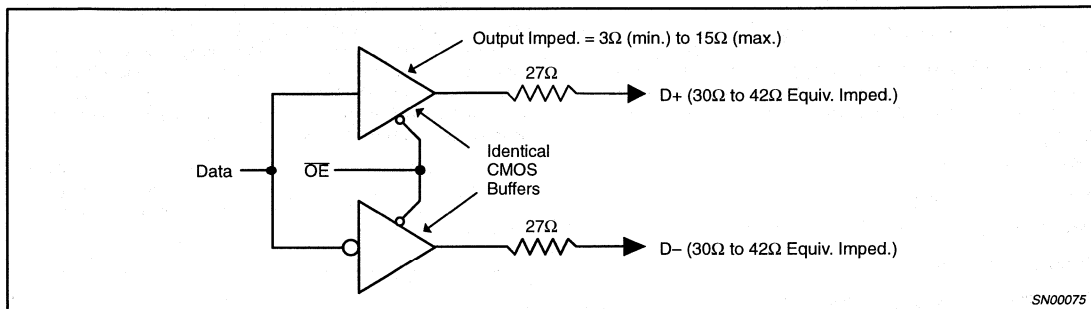 Output Imped. = 3Ω (min.) to 15Ω (max.)
27Ω
D+ (30Ω to 42Ω Equiv. Imped.)
Data
OE
Identical
CMOS
Buffers
27Ω
D– (30Ω to 42Ω Equiv. Imped.)
SN00075